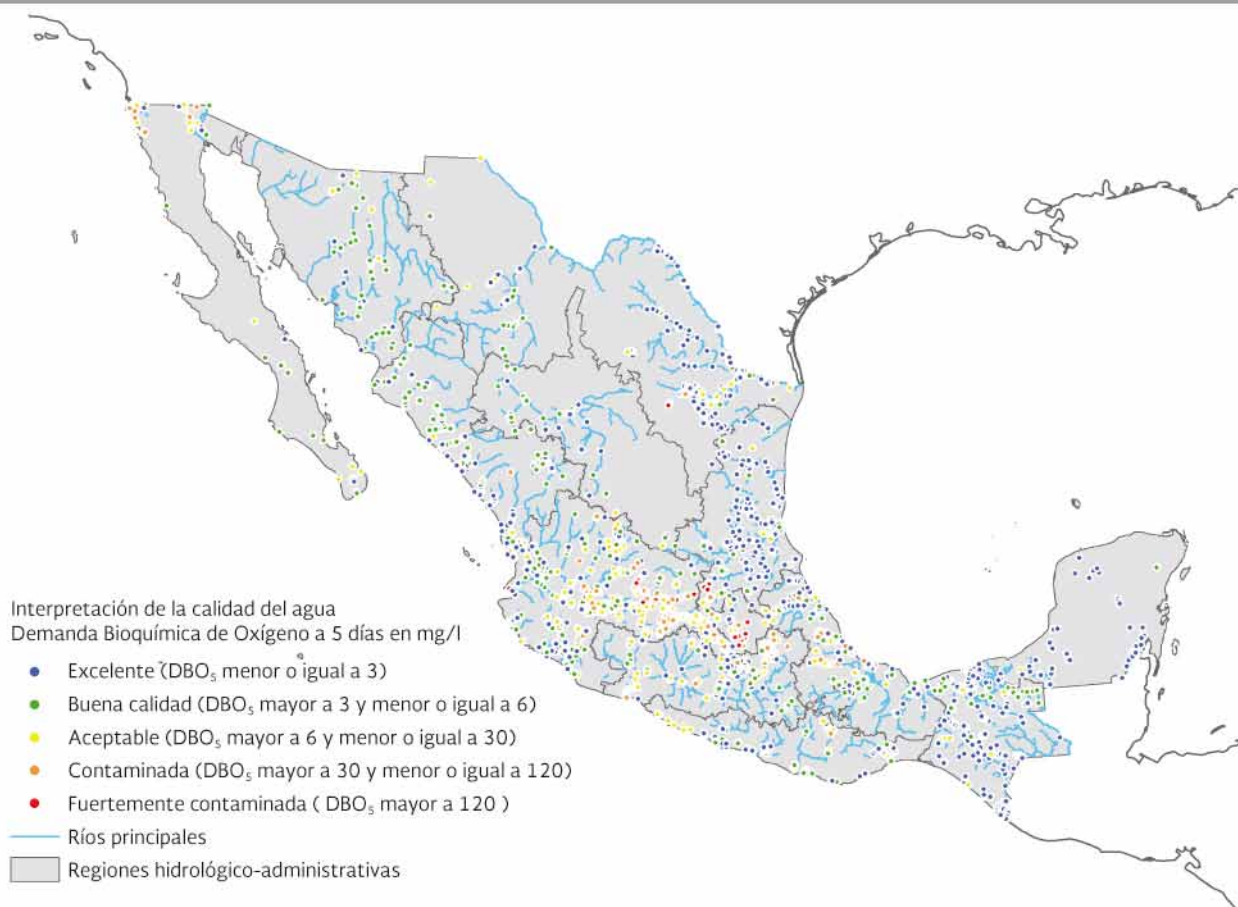 Interpretación de la calidad del agua
Demanda Bioquímica de Oxígeno a 5 días en mg/l
Excelente (DBO₅ menor o igual a 3)
Buena calidad (DBO₅ mayor a 3 y menor o igual a 6)
Aceptable (DBO₅ mayor a 6 y menor o igual a 30)
Contaminada (DBO₅ mayor a 30 y menor o igual a 120)
Fuertemente contaminada ( DBO₅ mayor a 120 )
Ríos principales
Regiones hidrológico-administrativas